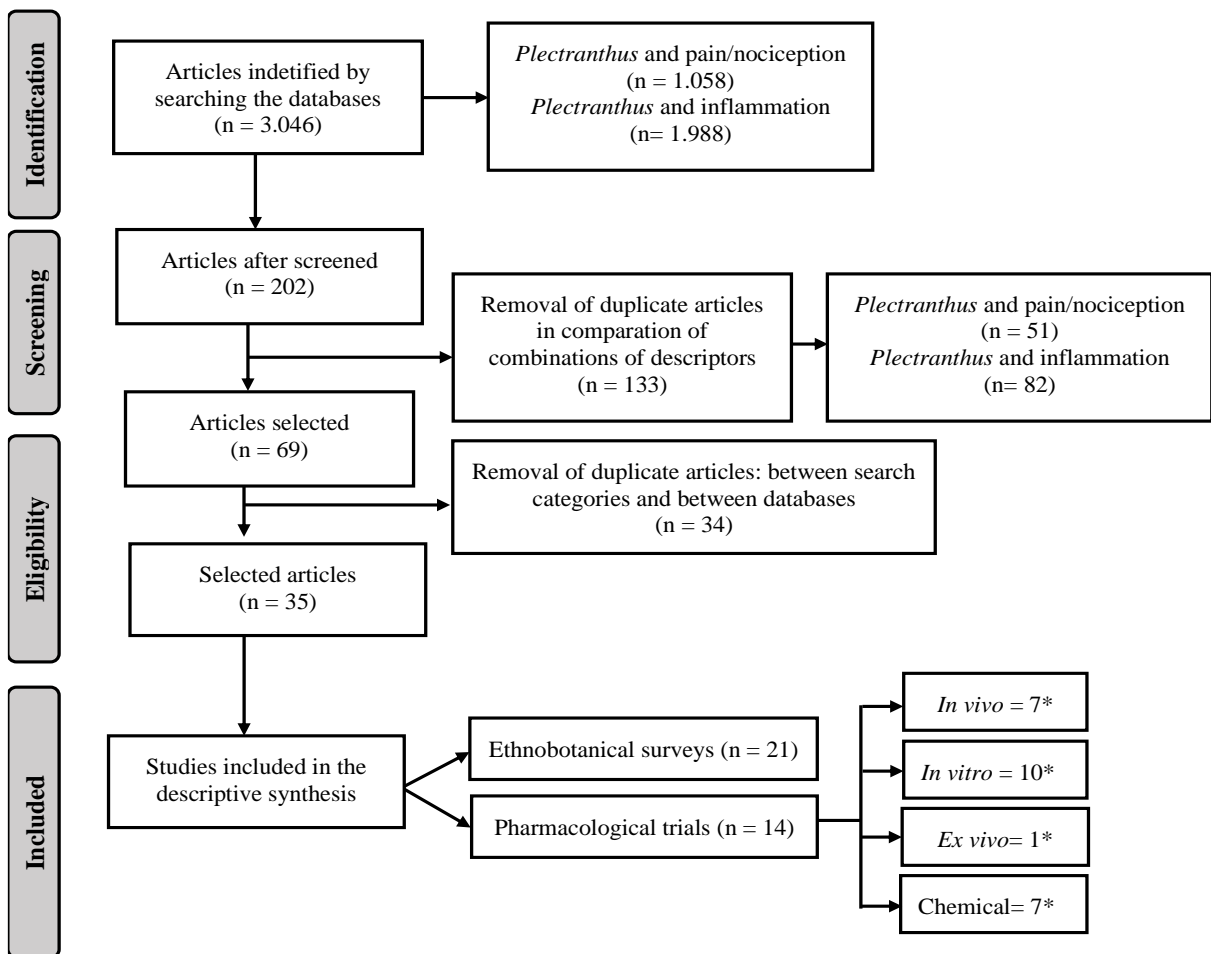 Identification
Articles indetified by
searching the databases
(n = 3.046)
Plectranthus and pain/nociception
(n = 1.058)
Plectranthus and inflammation
(n= 1.988)
Screening
Articles after screened
(n = 202)
Removal of duplicate articles
in comparation of
combinations of descriptors
(n = 133)
Plectranthus and pain/nociception
(n = 51)
Plectranthus and inflammation
(n= 82)
Articles selected
(n = 69)
Eligibility
Removal of duplicate articles: between search
categories and between databases
(n = 34)
Selected articles
(n = 35)
Included
Studies included in the
descriptive synthesis
Ethnobotanical surveys (n = 21)
Pharmacological trials (n = 14)
In vivo = 7*
In vitro = 10*
Ex vivo= 1*
Chemical= 7*